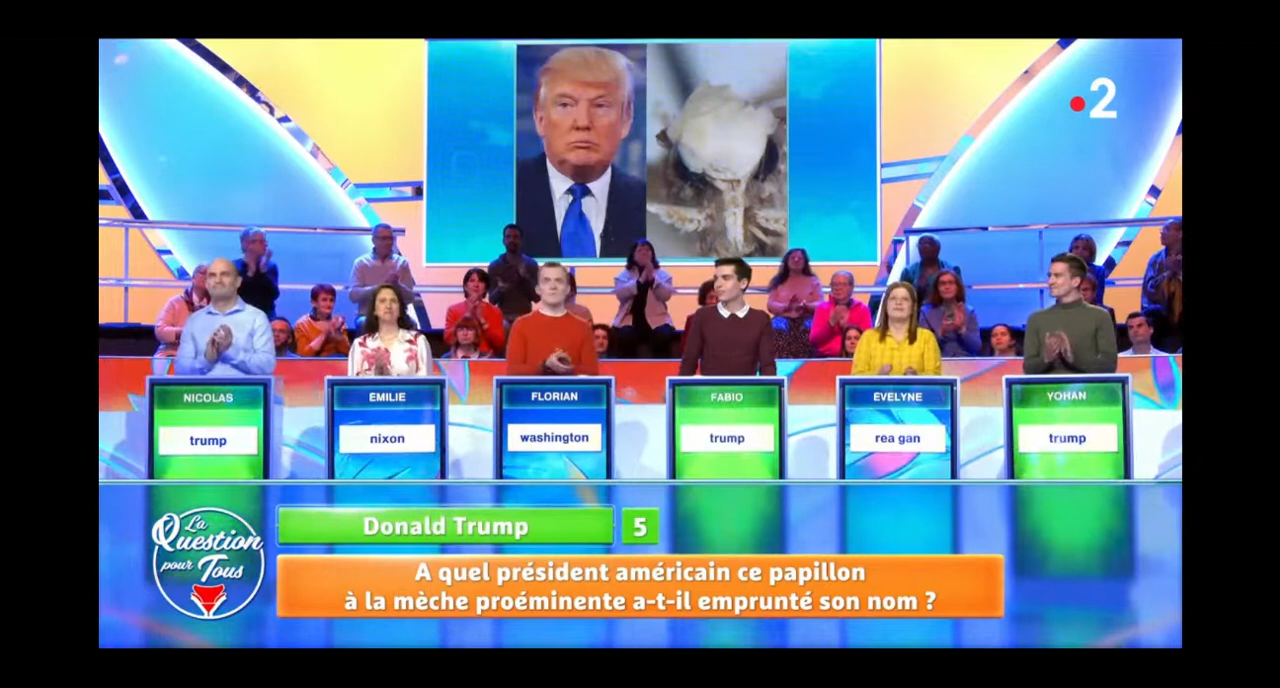 2
NICOLAS
EMILIE
FLORIAN
FABIO
EVELYNE
YOHAN
trump
nixon
washington
trump
rea gan
trump
La
Question
pour Tous
Donald Trump
5
A quel président américain ce papillon
à la mèche proéminente a-t-il emprunté son nom ?